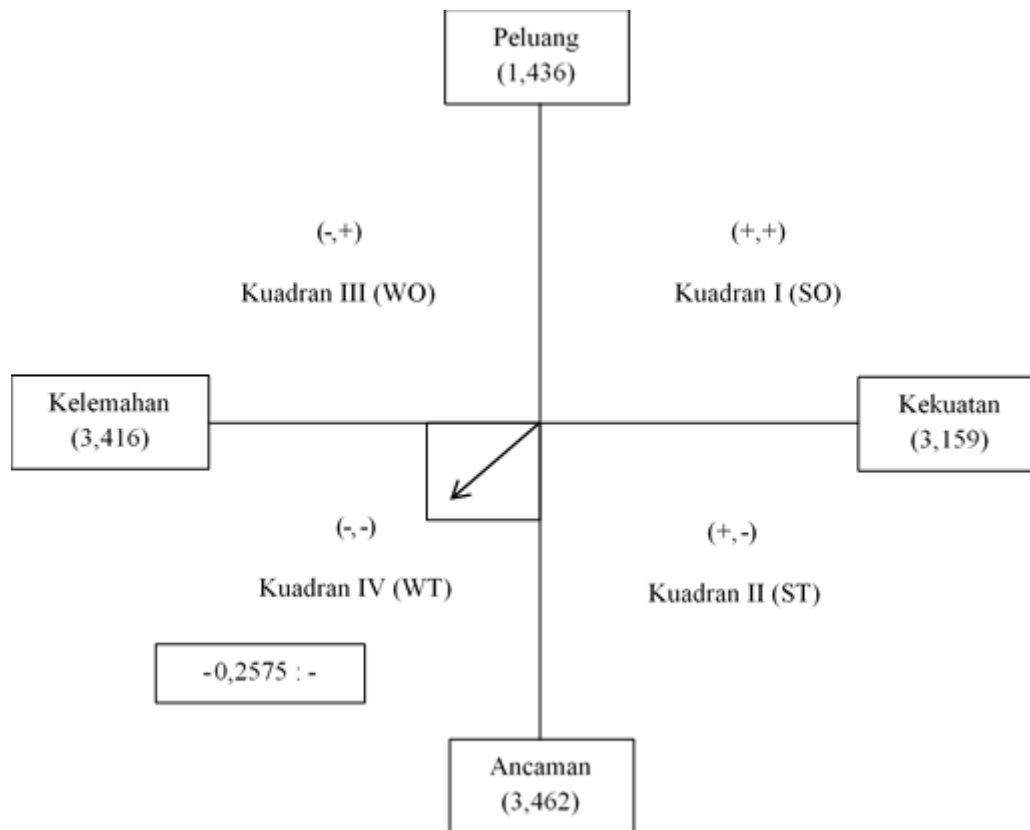 Peluang
(1,436)
(-,+)
(+,+)
Kuadran III (WO)
Kuadran I (SO)
Kelemahan
(3,416)
Kekuatan
(3,159)
(-,-)
(+,-)
Kuadran IV (WT)
Kuadran II (ST)
-0,2575 : -
Ancaman
(3,462)